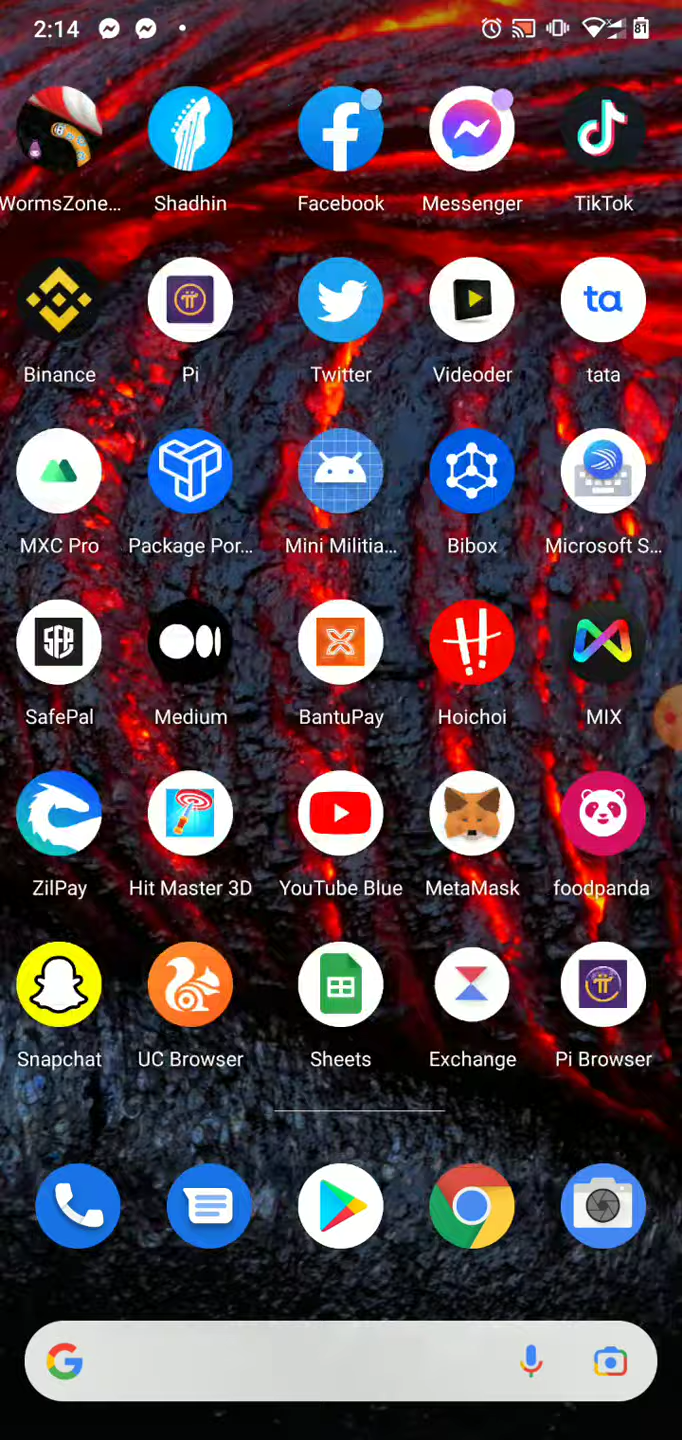 2:14 81
WormsZone... Shadhin Facebook Messenger TikTok
ta
Binance Pi Twitter Videoder tata
MXC Pro Package Por... Mini Militia... Bibox Microsoft S...
SFP
SafePal Medium BantuPay Hoichoi MIX
ZilPay Hit Master 3D YouTube Blue MetaMask foodpanda
Snapchat UC Browser Sheets Exchange Pi Browser